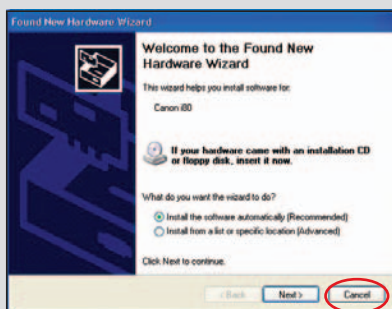 Found New Hardware Wizard
Welcome to the Found New
Hardware Wizard
This wizard helps you install software for:
Canon i80
If your hardware came with an installation CD
or floppy disk, insert it now.
What do you want the wizard to do?
Install the software automatically (Recommended)
Install from a list or specific location (Advanced)
Click Next to continue.
< Back Next > Cancel